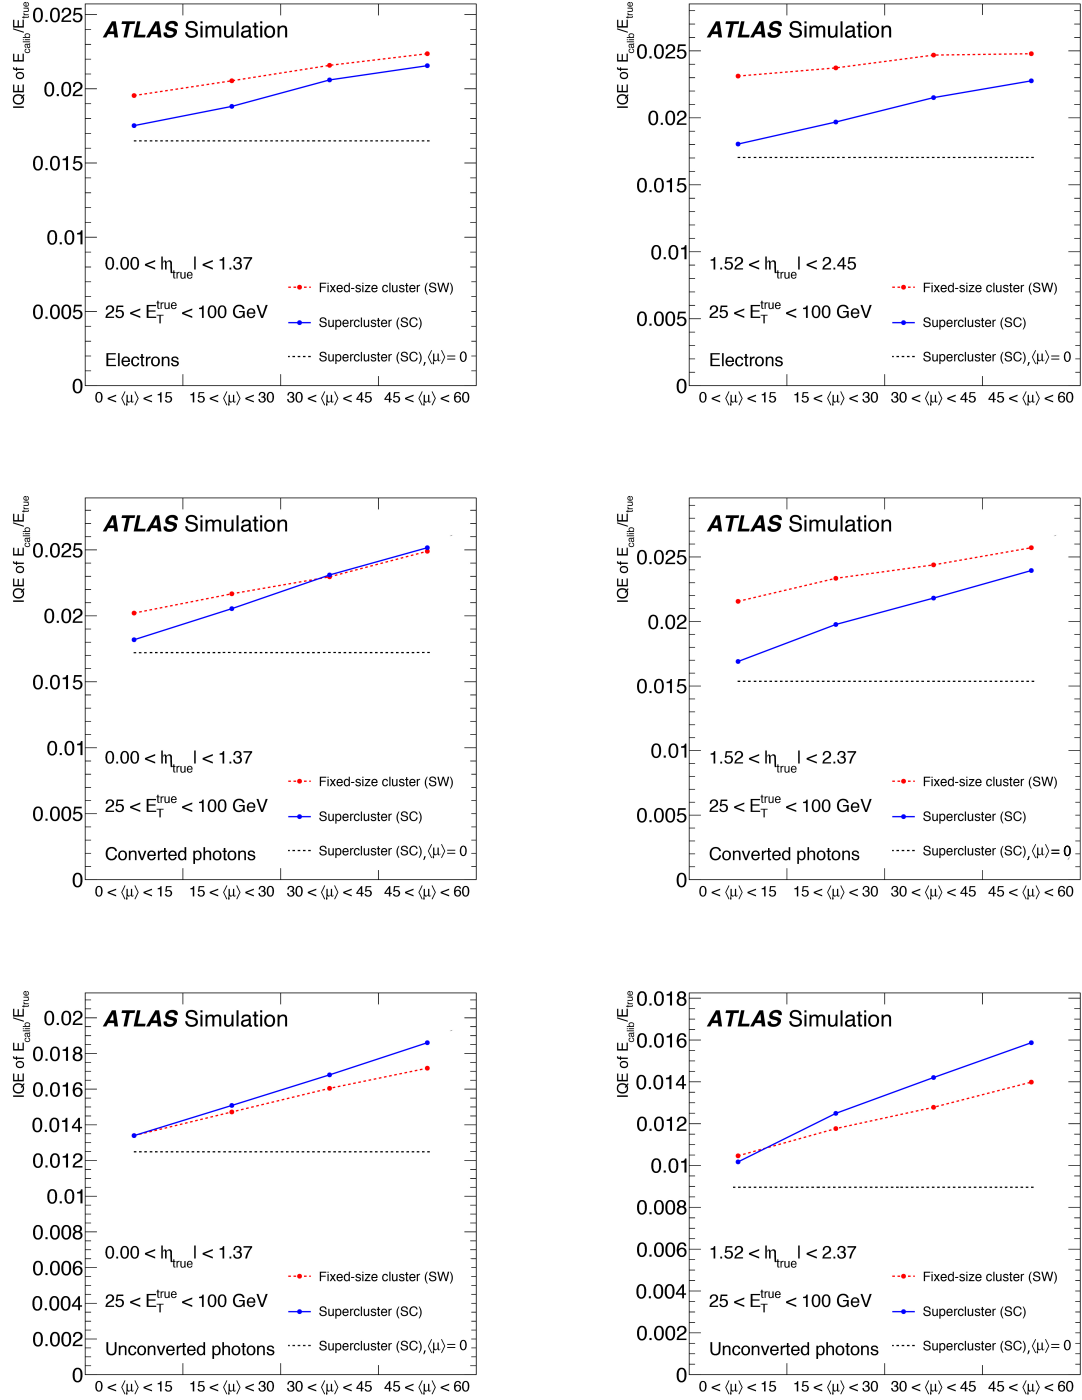 IQE of E_calib/E_true
ATLAS Simulation
0.025
0.02
0.015
0.01
0.005
0
0.00 < |η_true| < 1.37
25 < E_T^true < 100 GeV
Electrons
Fixed-size cluster (SW)
Supercluster (SC)
Supercluster (SC), ⟨μ⟩ = 0
0 < ⟨μ⟩ < 15 15 < ⟨μ⟩ < 30 30 < ⟨μ⟩ < 45 45 < ⟨μ⟩ < 60
IQE of E_calib/E_true
ATLAS Simulation
0.025
0.02
0.015
0.01
0.005
0
1.52 < |η_true| < 2.45
25 < E_T^true < 100 GeV
Electrons
Fixed-size cluster (SW)
Supercluster (SC)
Supercluster (SC), ⟨μ⟩ = 0
0 < ⟨μ⟩ < 15 15 < ⟨μ⟩ < 30 30 < ⟨μ⟩ < 45 45 < ⟨μ⟩ < 60
IQE of E_calib/E_true
ATLAS Simulation
0.025
0.02
0.015
0.01
0.005
0
0.00 < |η_true| < 1.37
25 < E_T^true < 100 GeV
Converted photons
Fixed-size cluster (SW)
Supercluster (SC)
Supercluster (SC), ⟨μ⟩ = 0
0 < ⟨μ⟩ < 15 15 < ⟨μ⟩ < 30 30 < ⟨μ⟩ < 45 45 < ⟨μ⟩ < 60
IQE of E_calib/E_true
ATLAS Simulation
0.025
0.02
0.015
0.01
0.005
0
1.52 < |η_true| < 2.37
25 < E_T^true < 100 GeV
Converted photons
Fixed-size cluster (SW)
Supercluster (SC)
Supercluster (SC), ⟨μ⟩ = 0
0 < ⟨μ⟩ < 15 15 < ⟨μ⟩ < 30 30 < ⟨μ⟩ < 45 45 < ⟨μ⟩ < 60
IQE of E_calib/E_true
ATLAS Simulation
0.02
0.018
0.016
0.014
0.012
0.01
0.008
0.006
0.004
0.002
0
0.00 < |η_true| < 1.37
25 < E_T^true < 100 GeV
Unconverted photons
Fixed-size cluster (SW)
Supercluster (SC)
Supercluster (SC), ⟨μ⟩ = 0
0 < ⟨μ⟩ < 15 15 < ⟨μ⟩ < 30 30 < ⟨μ⟩ < 45 45 < ⟨μ⟩ < 60
IQE of E_calib/E_true
ATLAS Simulation
0.018
0.016
0.014
0.012
0.01
0.008
0.006
0.004
0.002
0
1.52 < |η_true| < 2.37
25 < E_T^true < 100 GeV
Unconverted photons
Fixed-size cluster (SW)
Supercluster (SC)
Supercluster (SC), ⟨μ⟩ = 0
0 < ⟨μ⟩ < 15 15 < ⟨μ⟩ < 30 30 < ⟨μ⟩ < 45 45 < ⟨μ⟩ < 60